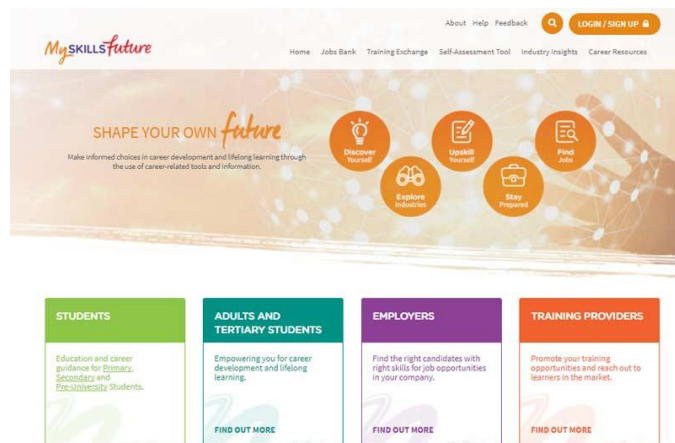 About Help Feedback
LOGIN / SIGN UP
MySKILLSfuture
Home Jobs Bank Training Exchange Self-Assessment Tool Industry Insights Career Resources
SHAPE YOUR OWN future
Make informed choices in career development and lifelong learning through
the use of career-related tools and information.
Discover
Yourself
Upskill
Yourself
Find
Jobs
Explore
Industries
Stay
Prepared
STUDENTS
Education and career
guidance for Primary,
Secondary and
Pre-University Students.
ADULTS AND
TERTIARY STUDENTS
Empowering you for career
development and lifelong
learning.
FIND OUT MORE
EMPLOYERS
Find the right candidates with
right skills for job opportunities
in your company.
FIND OUT MORE
TRAINING PROVIDERS
Promote your training
opportunities and reach out to
learners in the market.
FIND OUT MORE